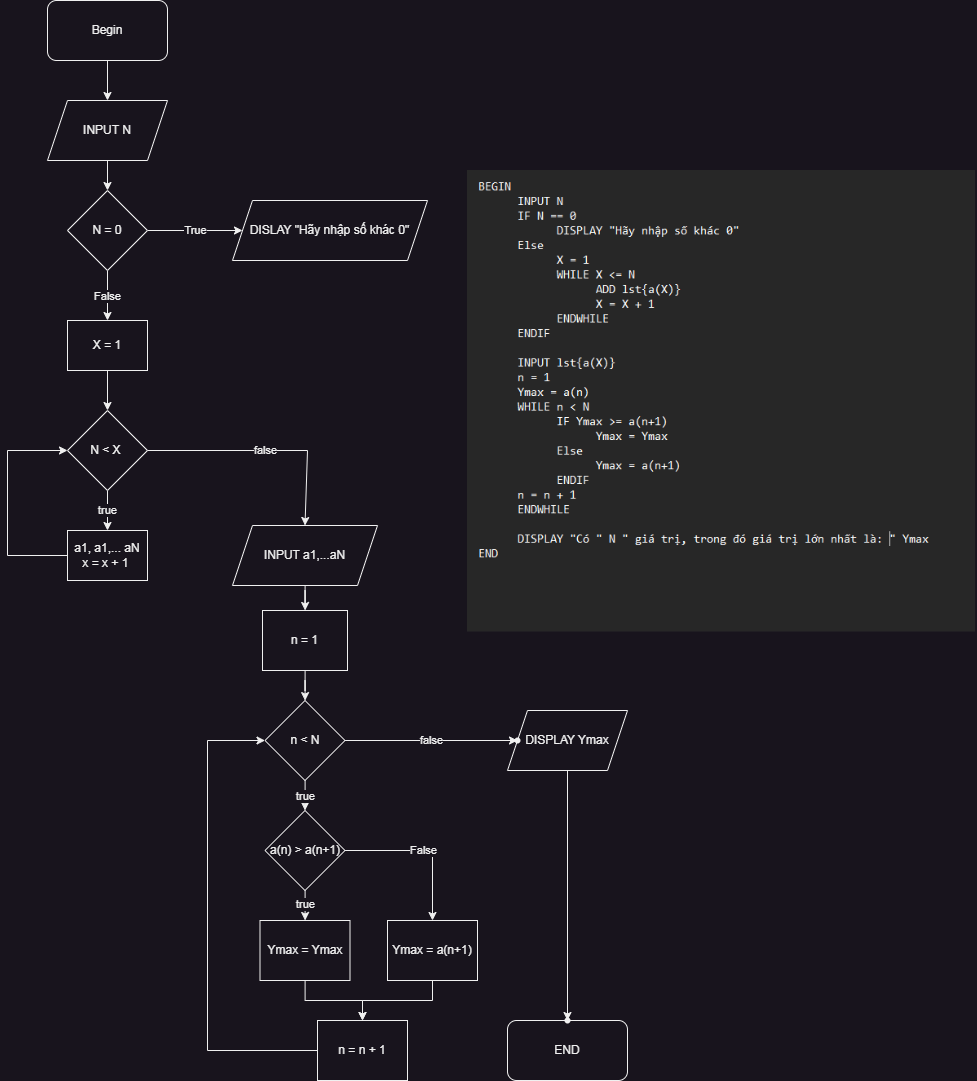 Begin
INPUT N
N = 0
True
DISLAY "Hãy nhập số khác 0"
False
X = 1
N < X
false
true
a1, a1,... aN
x = x + 1
INPUT a1,...aN
n = 1
n < N
false
DISPLAY Ymax
true
a(n) > a(n+1)
False
true
Ymax = Ymax
Ymax = a(n+1)
n = n + 1
END
BEGIN
INPUT N
IF N == 0
DISPLAY "Hãy nhập số khác 0"
Else
X = 1
WHILE X <= N
ADD lst{a(X)}
X = X + 1
ENDWHILE
ENDIF
INPUT lst{a(X)}
n = 1
Ymax = a(n)
WHILE n < N
IF Ymax >= a(n+1)
Ymax = Ymax
Else
Ymax = a(n+1)
ENDIF
n = n + 1
ENDWHILE
DISPLAY "Có " N " giá trị, trong đó giá trị lớn nhất là: " Ymax
END